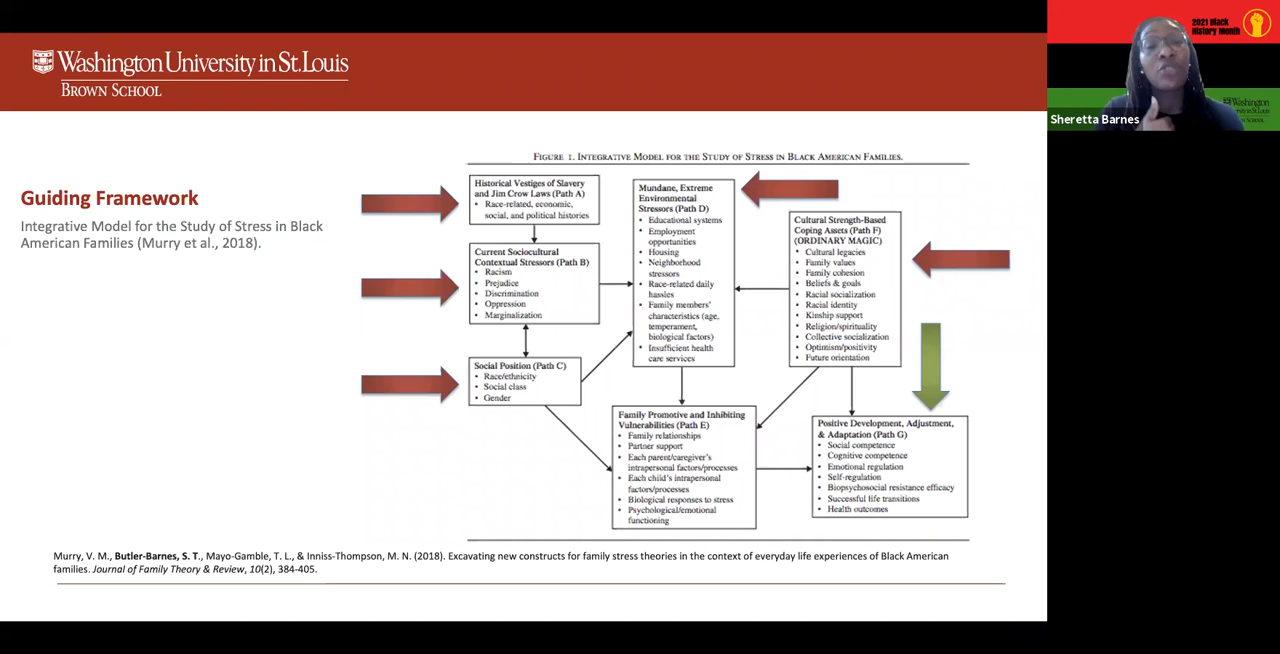 Washington University in St. Louis
BROWN SCHOOL
2021 Black
History Month
Washington
University in St. Louis
Sheretta Barnes
Guiding Framework
Integrative Model for the Study of Stress in Black
American Families (Murry et al., 2018).
FIGURE 1. INTEGRATIVE MODEL FOR THE STUDY OF STRESS IN BLACK AMERICAN FAMILIES.
Historical Vestiges of Slavery
and Jim Crow Laws (Path A)
• Race-related, economic,
social, and political histories
Current Sociocultural
Contextual Stressors (Path B)
• Racism
• Prejudice
• Discrimination
• Oppression
• Marginalization
Social Position (Path C)
• Race/ethnicity
• Social class
• Gender
Mundane, Extreme
Environmental
Stressors (Path D)
• Educational systems
• Employment
opportunities
• Housing
• Neighborhood
stressors
• Race-related daily
hassles
• Family members'
characteristics (age,
temperament,
biological factors)
• Insufficient health
care services
Cultural Strength-Based
Coping Assets (Path F)
(ORDINARY MAGIC)
• Cultural legacies
• Family values
• Family cohesion
• Beliefs & goals
• Racial socialization
• Racial identity
• Kinship support
• Religion/spirituality
• Collective socialization
• Optimism/positivity
• Future orientation
Family Promotive and Inhibiting
Vulnerabilities (Path E)
• Family relationships
• Partner support
• Each parent/caregiver's
intrapersonal factors/processes
• Each child's intrapersonal
factors/processes
• Biological responses to stress
• Psychological/emotional
functioning
Positive Development, Adjustment,
& Adaptation (Path G)
• Social competence
• Cognitive competence
• Emotional regulation
• Self-regulation
• Biopsychosocial resistance efficacy
• Successful life transitions
• Health outcomes
Murry, V. M., Butler-Barnes, S. T., Mayo-Gamble, T. L., & Inniss-Thompson, M. N. (2018). Excavating new constructs for family stress theories in the context of everyday life experiences of Black American
families. Journal of Family Theory & Review, 10(2), 384-405.